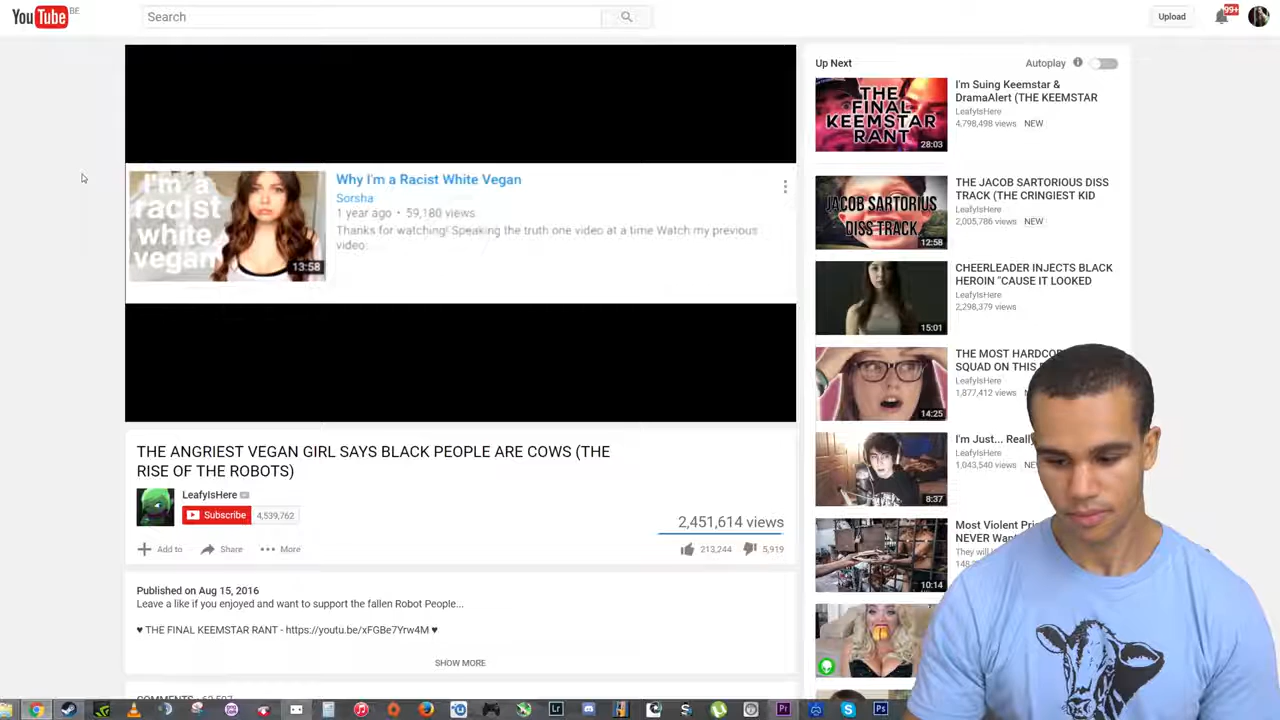 YouTube BE
Search
Upload
99+
I'm a
racist
white
vegan
13:58
Why I'm a Racist White Vegan
Sorsha
1 year ago • 59,180 views
Thanks for watching! Speaking the truth one video at a time Watch my previous
video:
THE ANGRIEST VEGAN GIRL SAYS BLACK PEOPLE ARE COWS (THE
RISE OF THE ROBOTS)
LeafyIsHere
Subscribe 4,539,762
2,451,614 views
Add to Share More
213,244 5,919
Published on Aug 15, 2016
Leave a like if you enjoyed and want to support the fallen Robot People...
♥ THE FINAL KEEMSTAR RANT - https://youtu.be/xFGBe7Yrw4M ♥
SHOW MORE
COMMENTS
Up Next
Autoplay
THE
FINAL
KEEMSTAR
RANT
28:03
I'm Suing Keemstar &
DramaAlert (THE KEEMSTAR
LeafyIsHere
4,798,498 views NEW
JACOB SARTORIUS
DISS TRACK
12:58
THE JACOB SARTORIUS DISS
TRACK (THE CRINGIEST KID
LeafyIsHere
2,005,786 views NEW
15:01
CHEERLEADER INJECTS BLACK
HEROIN "CAUSE IT LOOKED
LeafyIsHere
2,298,379 views
14:25
THE MOST HARDCO
SQUAD ON THIS
LeafyIsHere
1,877,412 views
8:37
I'm Just... Really
LeafyIsHere
1,043,540 views
10:14
Most Violent Pri
NEVER Wan
They will
148,